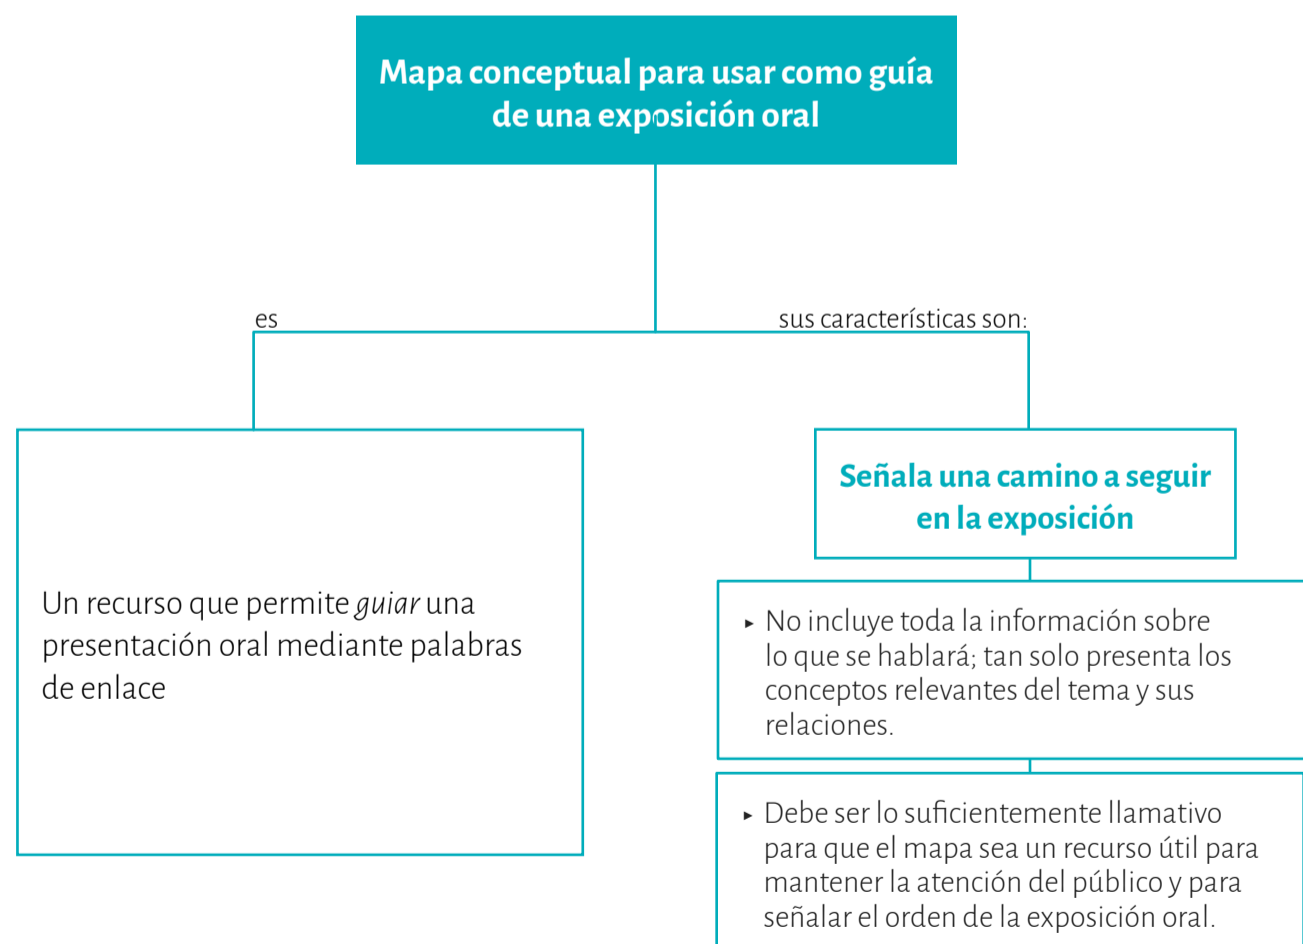 Mapa conceptual para usar como guía
de una exposición oral
es
sus características son:
Un recurso que permite guiar una
presentación oral mediante palabras
de enlace
Señala una camino a seguir
en la exposición
▸ No incluye toda la información sobre
lo que se hablará; tan solo presenta los
conceptos relevantes del tema y sus
relaciones.
▸ Debe ser lo suficientemente llamativo
para que el mapa sea un recurso útil para
mantener la atención del público y para
señalar el orden de la exposición oral.